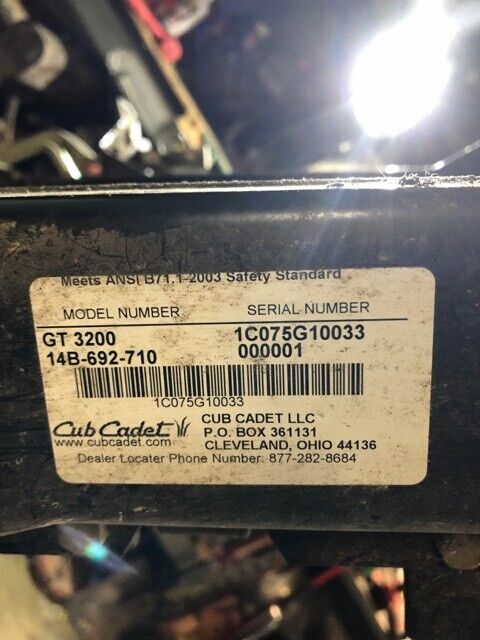 Meets ANSI B71.1-2003 Safety Standard
MODEL NUMBER SERIAL NUMBER
GT 3200 1C075G10033
14B-692-710 000001
1C075G10033
Cub Cadet CUB CADET LLC
www.cubcadet.com P.O. BOX 361131
CLEVELAND, OHIO 44136
Dealer Locater Phone Number: 877-282-8684